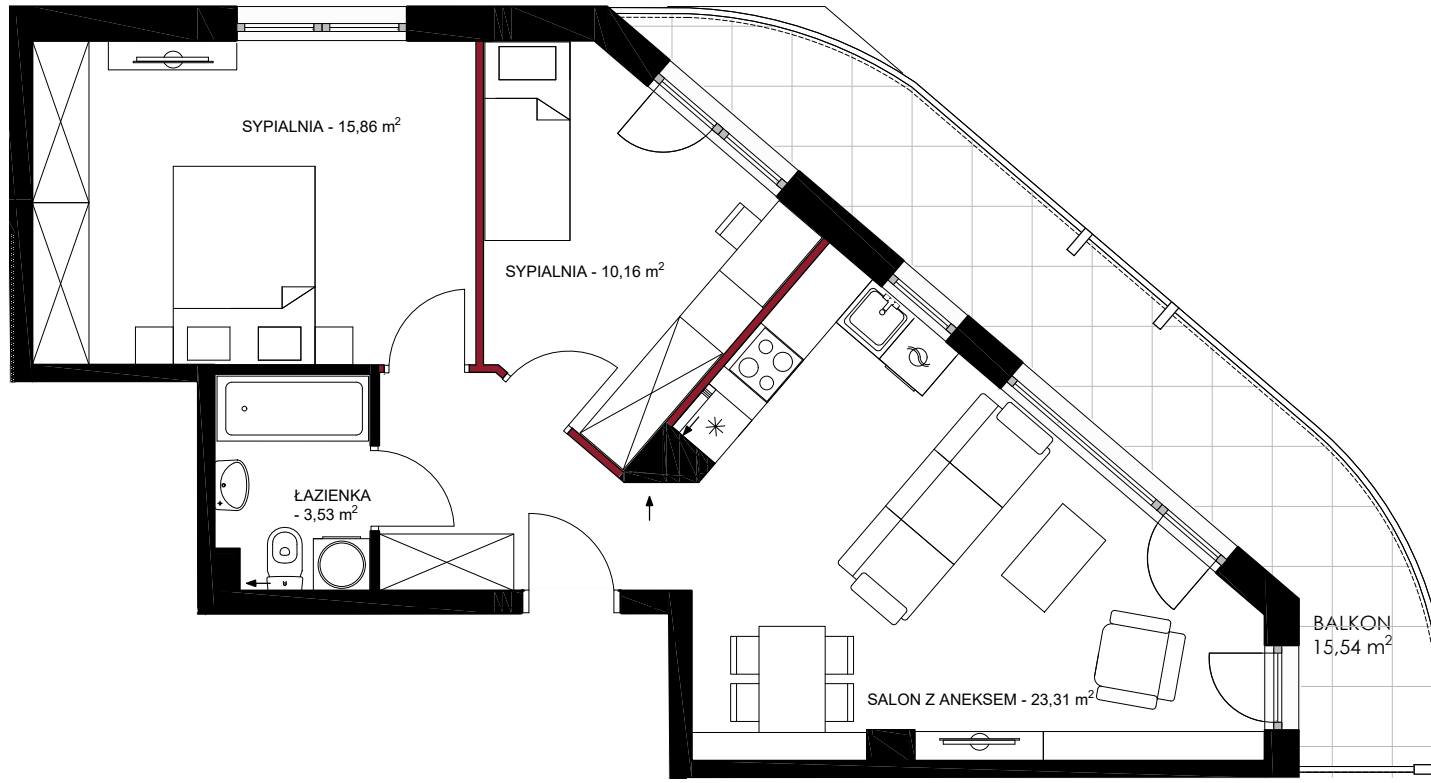 SYPIALNIA - 15,86 m²
SYPIALNIA - 10,16 m²
ŁAZIENKA
- 3,53 m²
BALKON
15,54 m²
SALON Z ANEKSEM - 23,31 m²